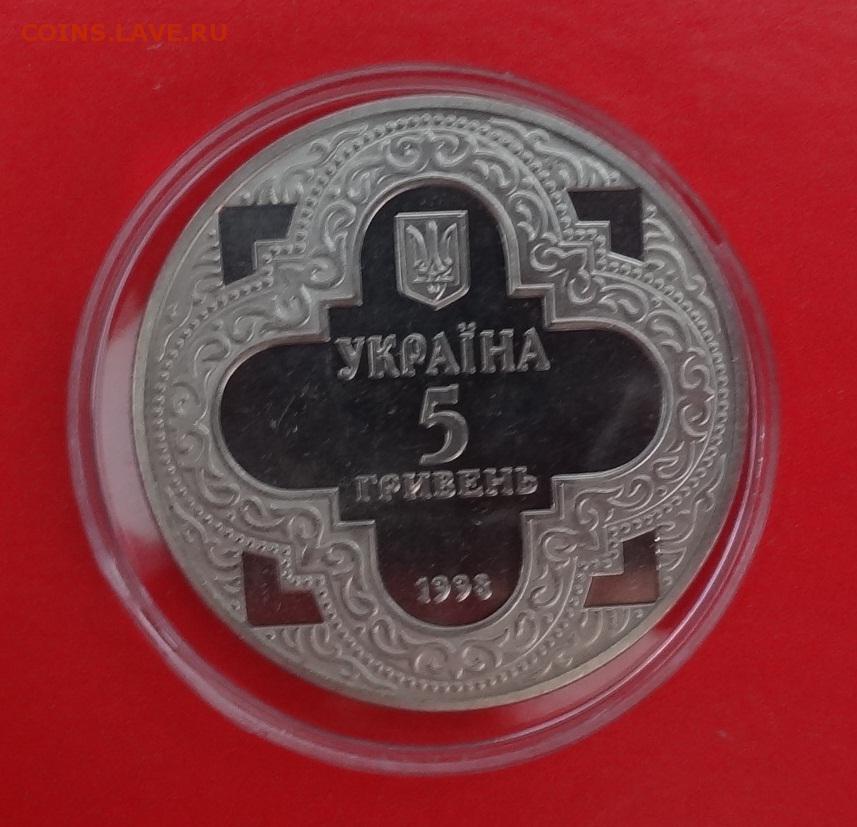 COINS.LAVE.RU
УКРАЇНА
5
ГРИВЕНЬ
1998